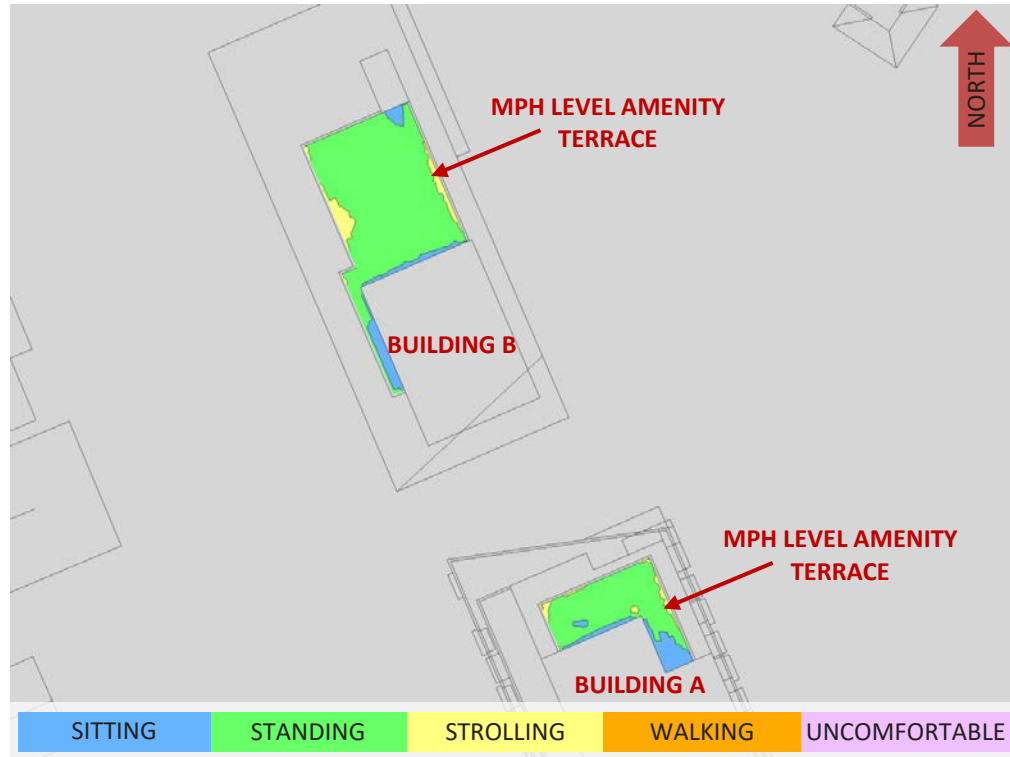 NORTH
MPH LEVEL AMENITY
TERRACE
BUILDING B
MPH LEVEL AMENITY
TERRACE
BUILDING A
SITTING
STANDING
STROLLING
WALKING
UNCOMFORTABLE